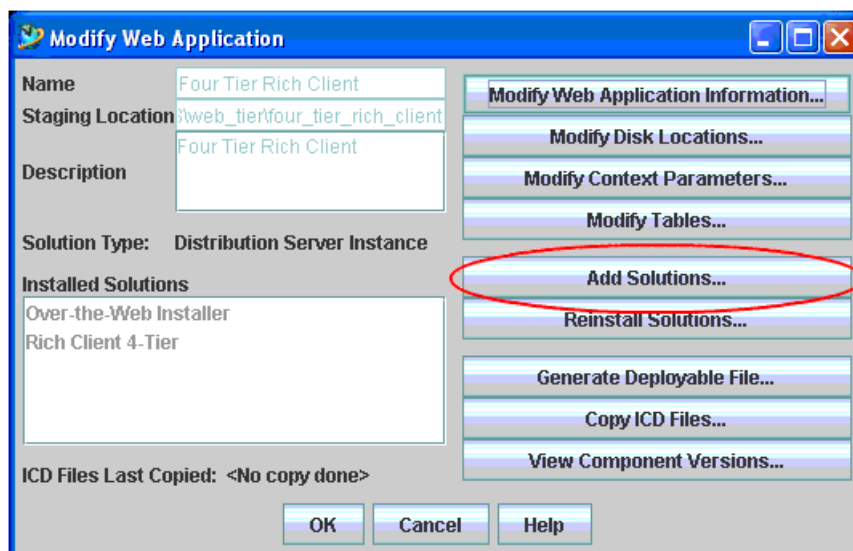 Modify Web Application
Name
Four Tier Rich Client
Staging Location
\web_tier\four_tier_rich_client
Description
Four Tier Rich Client
Solution Type: Distribution Server Instance
Installed Solutions
Over-the-Web Installer
Rich Client 4-Tier
ICD Files Last Copied: <No copy done>
Modify Web Application Information...
Modify Disk Locations...
Modify Context Parameters...
Modify Tables...
Add Solutions...
Reinstall Solutions...
Generate Deployable File...
Copy ICD Files...
View Component Versions...
OK
Cancel
Help